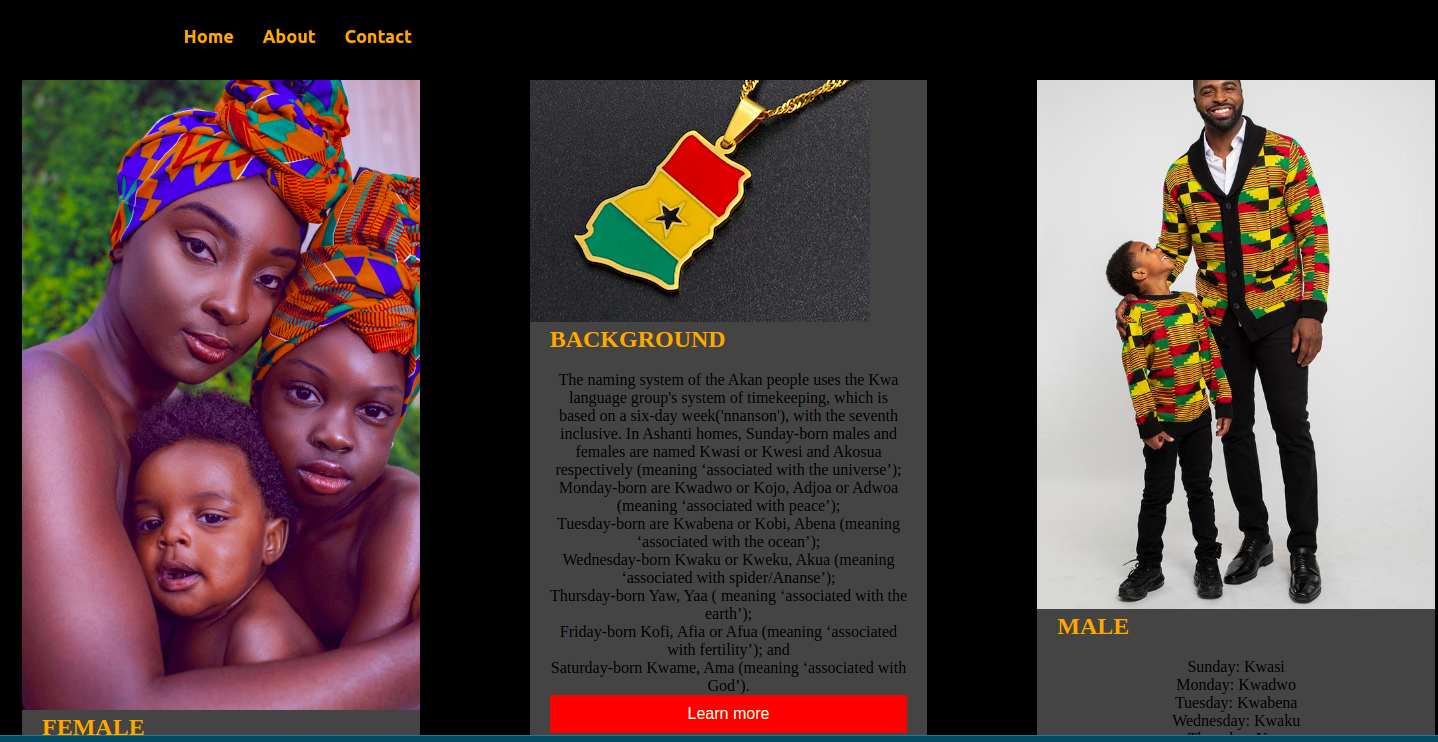 Home About Contact
FEMALE
BACKGROUND
The naming system of the Akan people uses the Kwa
language group's system of timekeeping, which is
based on a six-day week('nnanson'), with the seventh
inclusive. In Ashanti homes, Sunday-born males and
females are named Kwasi or Kwesi and Akosua
respectively (meaning ‘associated with the universe’);
Monday-born are Kwadwo or Kojo, Adjoa or Adwoa
(meaning ‘associated with peace’);
Tuesday-born are Kwabena or Kobi, Abena (meaning
‘associated with the ocean’);
Wednesday-born Kwaku or Kweku, Akua (meaning
‘associated with spider/Ananse’);
Thursday-born Yaw, Yaa ( meaning ‘associated with the
earth’);
Friday-born Kofi, Afia or Afua (meaning ‘associated
with fertility’); and
Saturday-born Kwame, Ama (meaning ‘associated with
God’).
Learn more
MALE
Sunday: Kwasi
Monday: Kwadwo
Tuesday: Kwabena
Wednesday: Kwaku